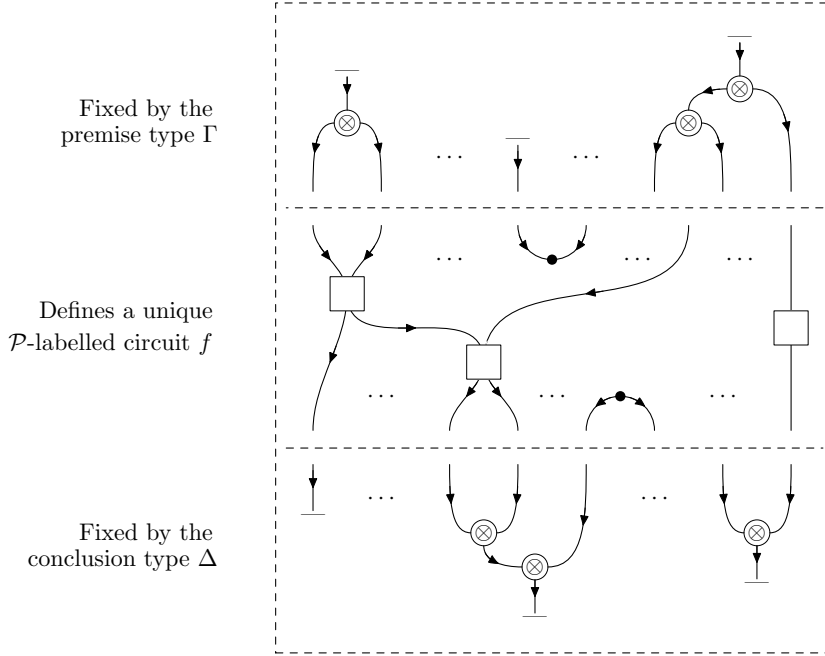 Fixed by the
premise type Γ
⊗
⊗
⊗
··· ···
··· ··· ···
Defines a unique
𝒫-labelled circuit f
··· ··· ···
··· ···
Fixed by the
conclusion type Δ
⊗
⊗
⊗